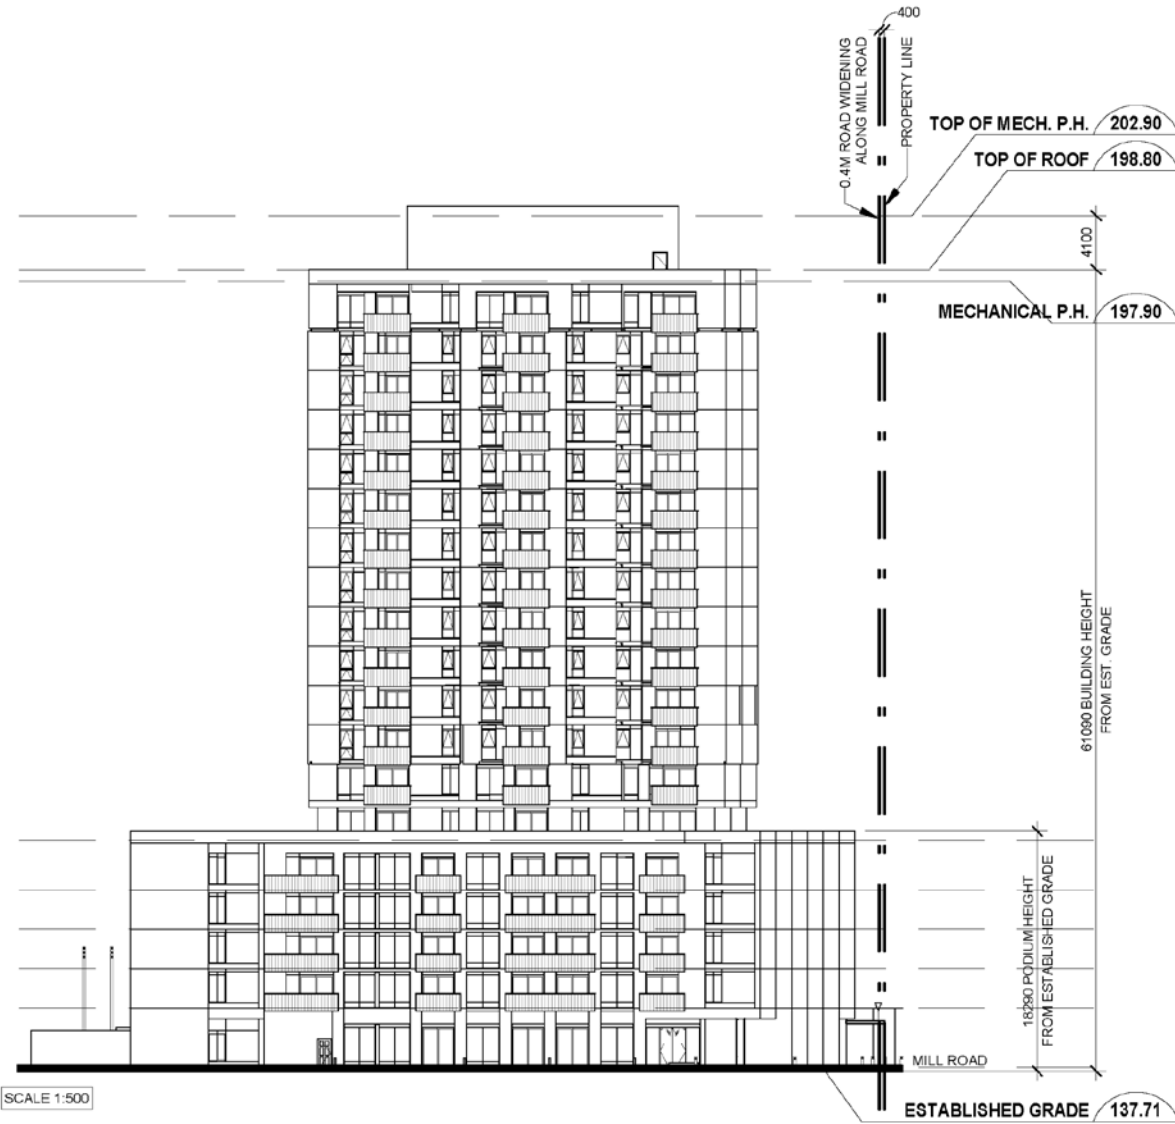 400
0.4M ROAD WIDENING
ALONG MILL ROAD
PROPERTY LINE
TOP OF MECH. P.H. 202.90
TOP OF ROOF 198.80
4100
MECHANICAL P.H. 197.90
61090 BUILDING HEIGHT
FROM EST. GRADE
18290 PODIUM HEIGHT
FROM ESTABLISHED GRADE
MILL ROAD
SCALE 1:500
ESTABLISHED GRADE 137.71